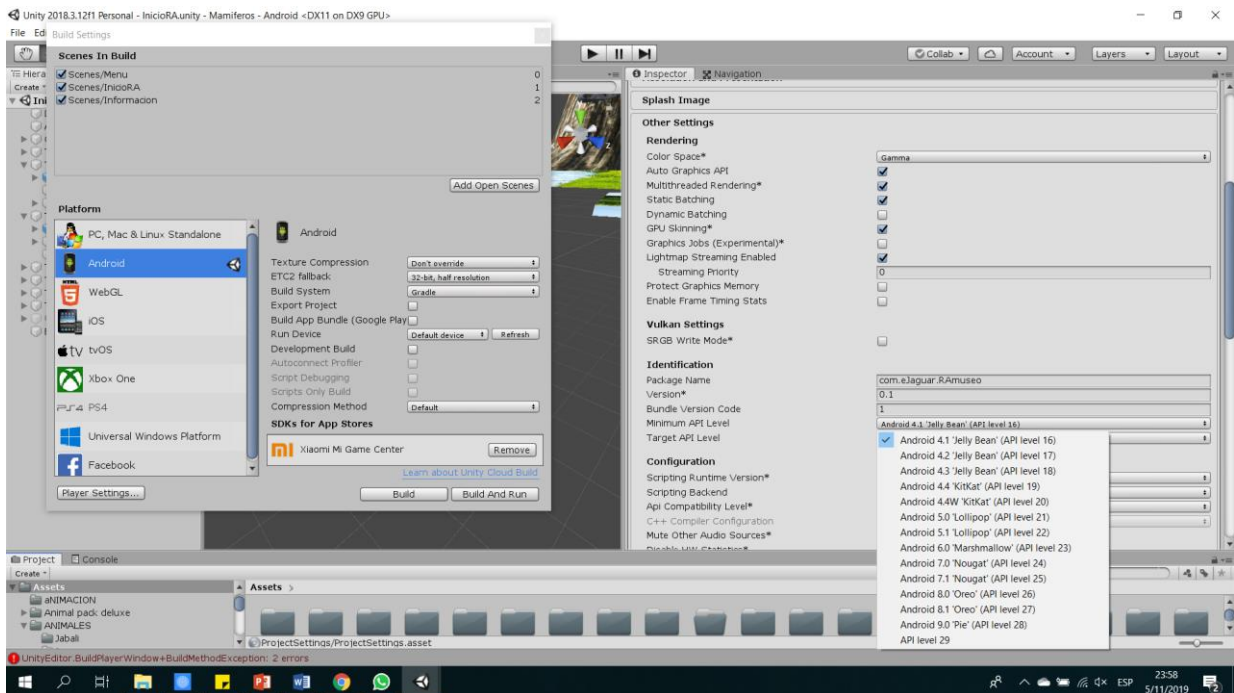 Unity 2018.3.12f1 Personal - InicioRA.unity - Mamiferos - Android <DX11 on DX9 GPU>
File Edi
Build Settings
Scenes In Build
Scenes/Menu 0
Scenes/InicioRA 1
Scenes/Informacion 2
Add Open Scenes
Platform
PC, Mac & Linux Standalone
Android
WebGL
iOS
tvOS
Xbox One
PS4
Universal Windows Platform
Facebook
Player Settings...
Android
Texture Compression Don't override
ETC2 fallback 32-bit, half resolution
Build System Gradle
Export Project
Build App Bundle (Google Play
Run Device Default device Refresh
Development Build
Autoconnect Profiler
Script Debugging
Scripts Only Build
Compression Method Default
SDKs for App Stores
Xiaomi Mi Game Center Remove
Learn about Unity Cloud Build
Build Build And Run
Hiera
Create
Ini
Collab Account Layers Layout
Inspector Navigation
Splash Image
Other Settings
Rendering
Color Space* Gamma
Auto Graphics API
Multithreaded Rendering*
Static Batching
Dynamic Batching
GPU Skinning*
Graphics Jobs (Experimental)*
Lightmap Streaming Enabled
Streaming Priority 0
Protect Graphics Memory
Enable Frame Timing Stats
Vulkan Settings
SRGB Write Mode*
Identification
Package Name com.eJaguar.RAmuseo
Version* 0.1
Bundle Version Code 1
Minimum API Level Android 4.1 'Jelly Bean' (API level 16)
Target API Level
Configuration
Scripting Runtime Version*
Scripting Backend
Api Compatibility Level*
C++ Compiler Configuration
Mute Other Audio Sources*
Disable HW Statistics*
Android 4.1 'Jelly Bean' (API level 16)
Android 4.2 'Jelly Bean' (API level 17)
Android 4.3 'Jelly Bean' (API level 18)
Android 4.4 'KitKat' (API level 19)
Android 4.4W 'KitKat' (API level 20)
Android 5.0 'Lollipop' (API level 21)
Android 5.1 'Lollipop' (API level 22)
Android 6.0 'Marshmallow' (API level 23)
Android 7.0 'Nougat' (API level 24)
Android 7.1 'Nougat' (API level 25)
Android 8.0 'Oreo' (API level 26)
Android 8.1 'Oreo' (API level 27)
Android 9.0 'Pie' (API level 28)
API level 29
Project Console
Create
Assets
aNIMACION
Animal pack deluxe
ANIMALES
Jabali
Assets
ProjectSettings/ProjectSettings.asset
UnityEditor.BuildPlayerWindow+BuildMethodException: 2 errors
ESP
23:58
5/11/2019